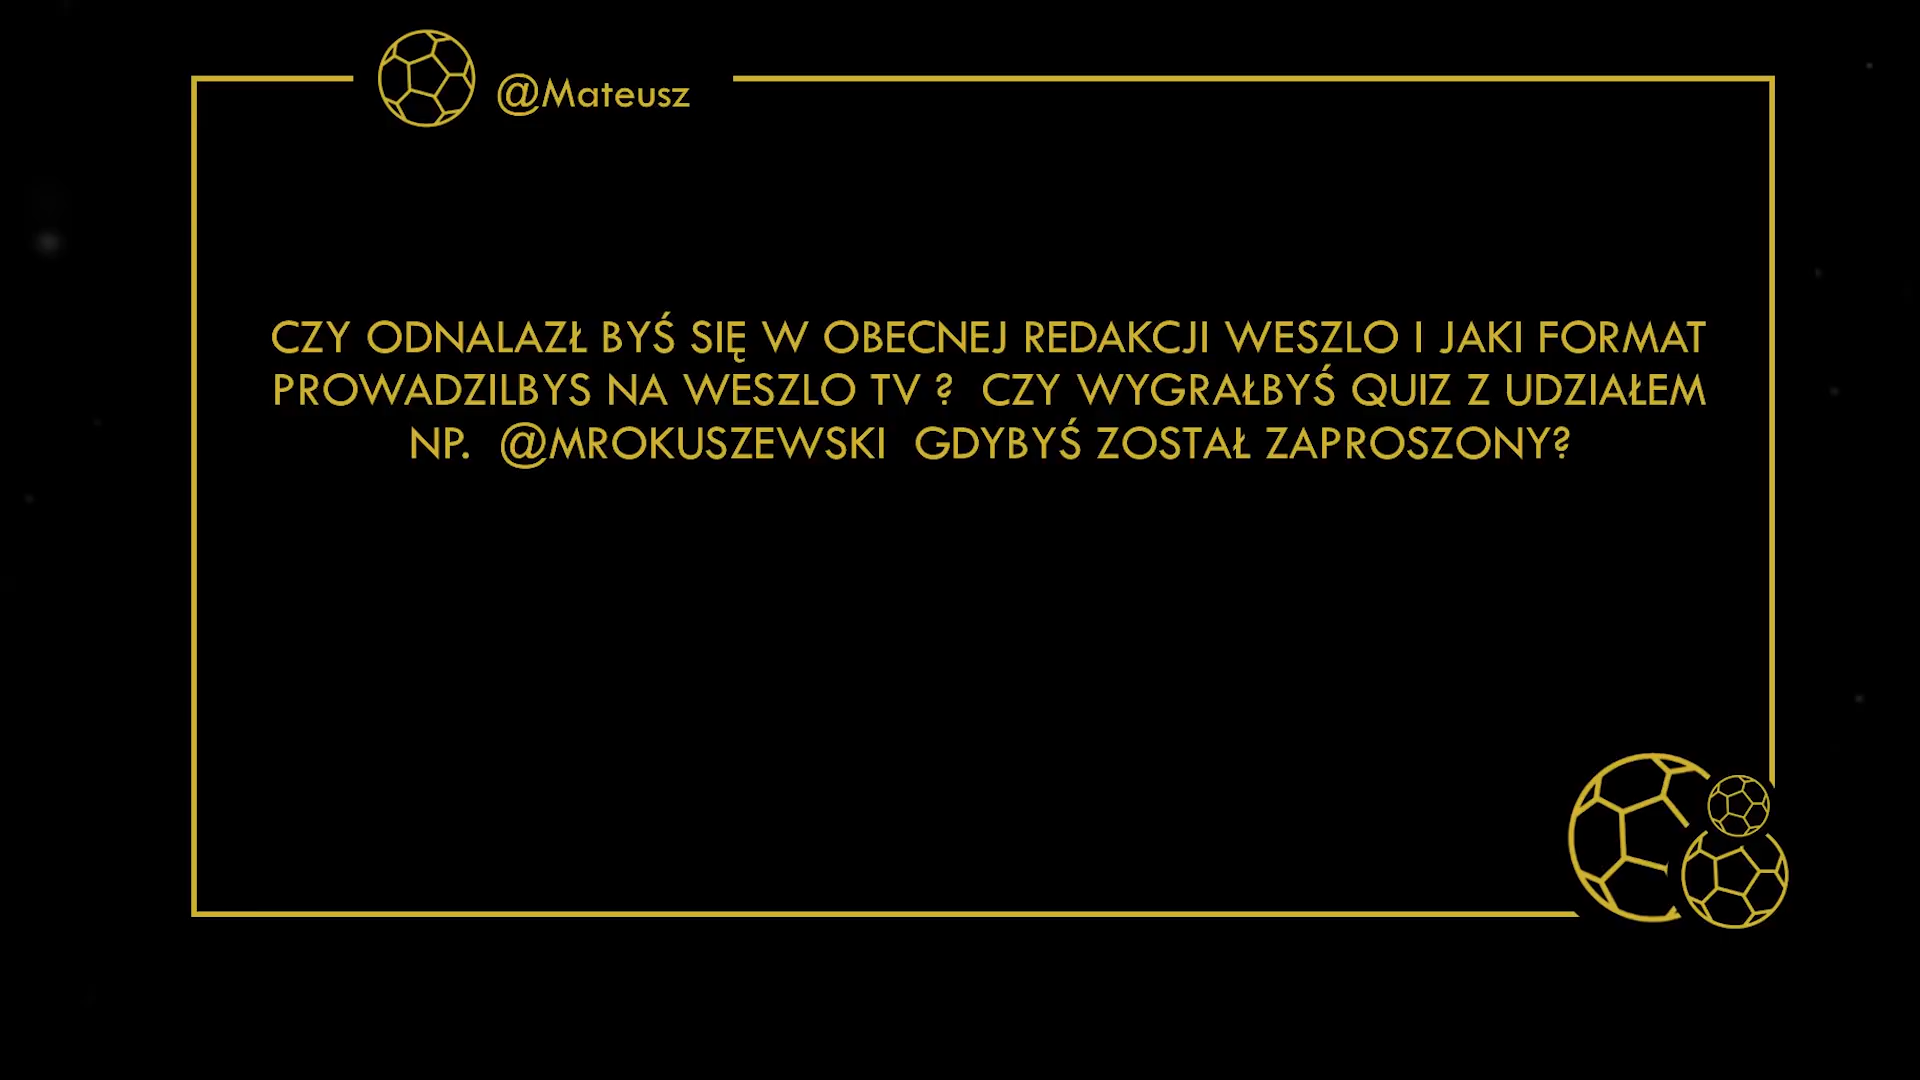 @Mateusz
CZY ODNALAZŁ BYŚ SIĘ W OBECNEJ REDAKCJI WESZLO I JAKI FORMAT
PROWADZILBYS NA WESZLO TV ?  CZY WYGRAŁBYŚ QUIZ Z UDZIAŁEM
NP.  @MROKUSZEWSKI  GDYBYŚ ZOSTAŁ ZAPROSZONY?